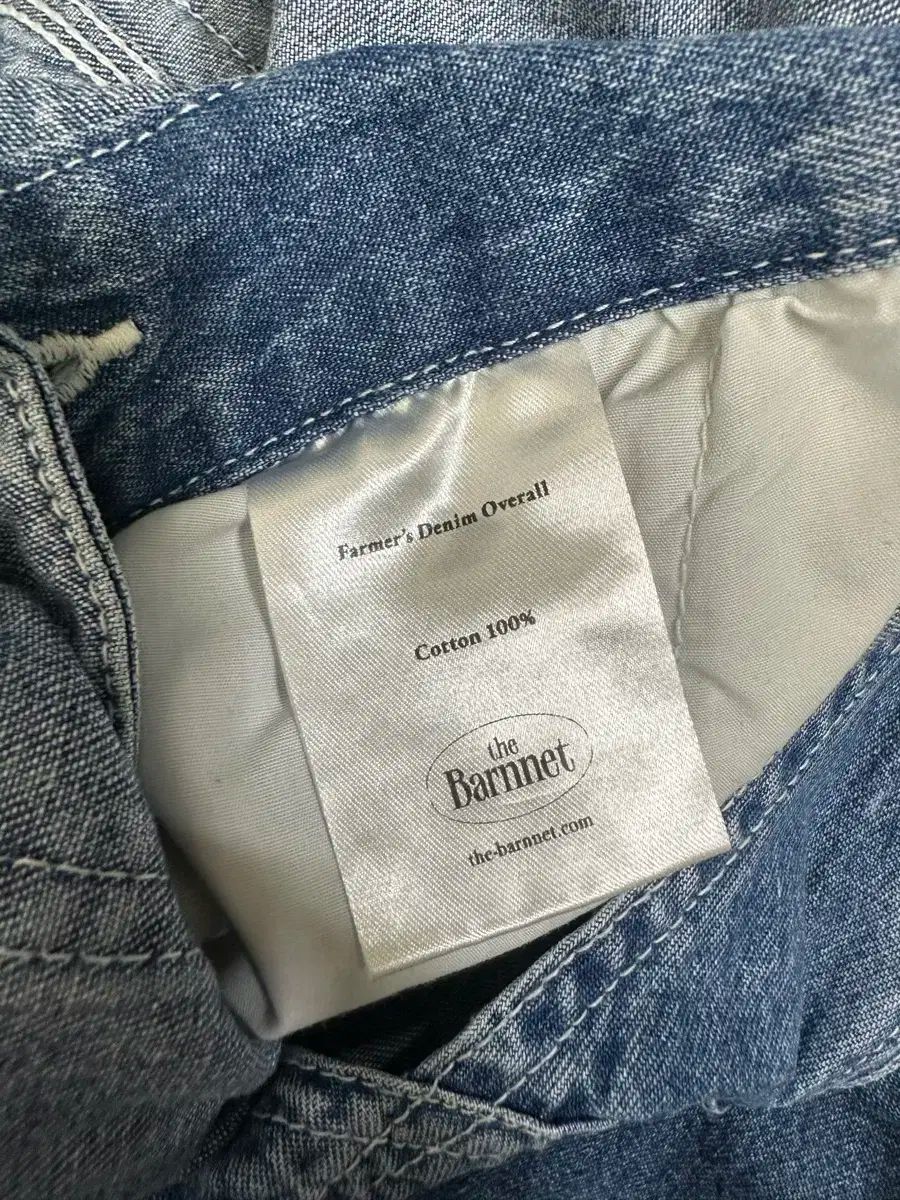 Farmer's Denim Overall
Cotton 100%
the
Barnnet
the-barnnet.com